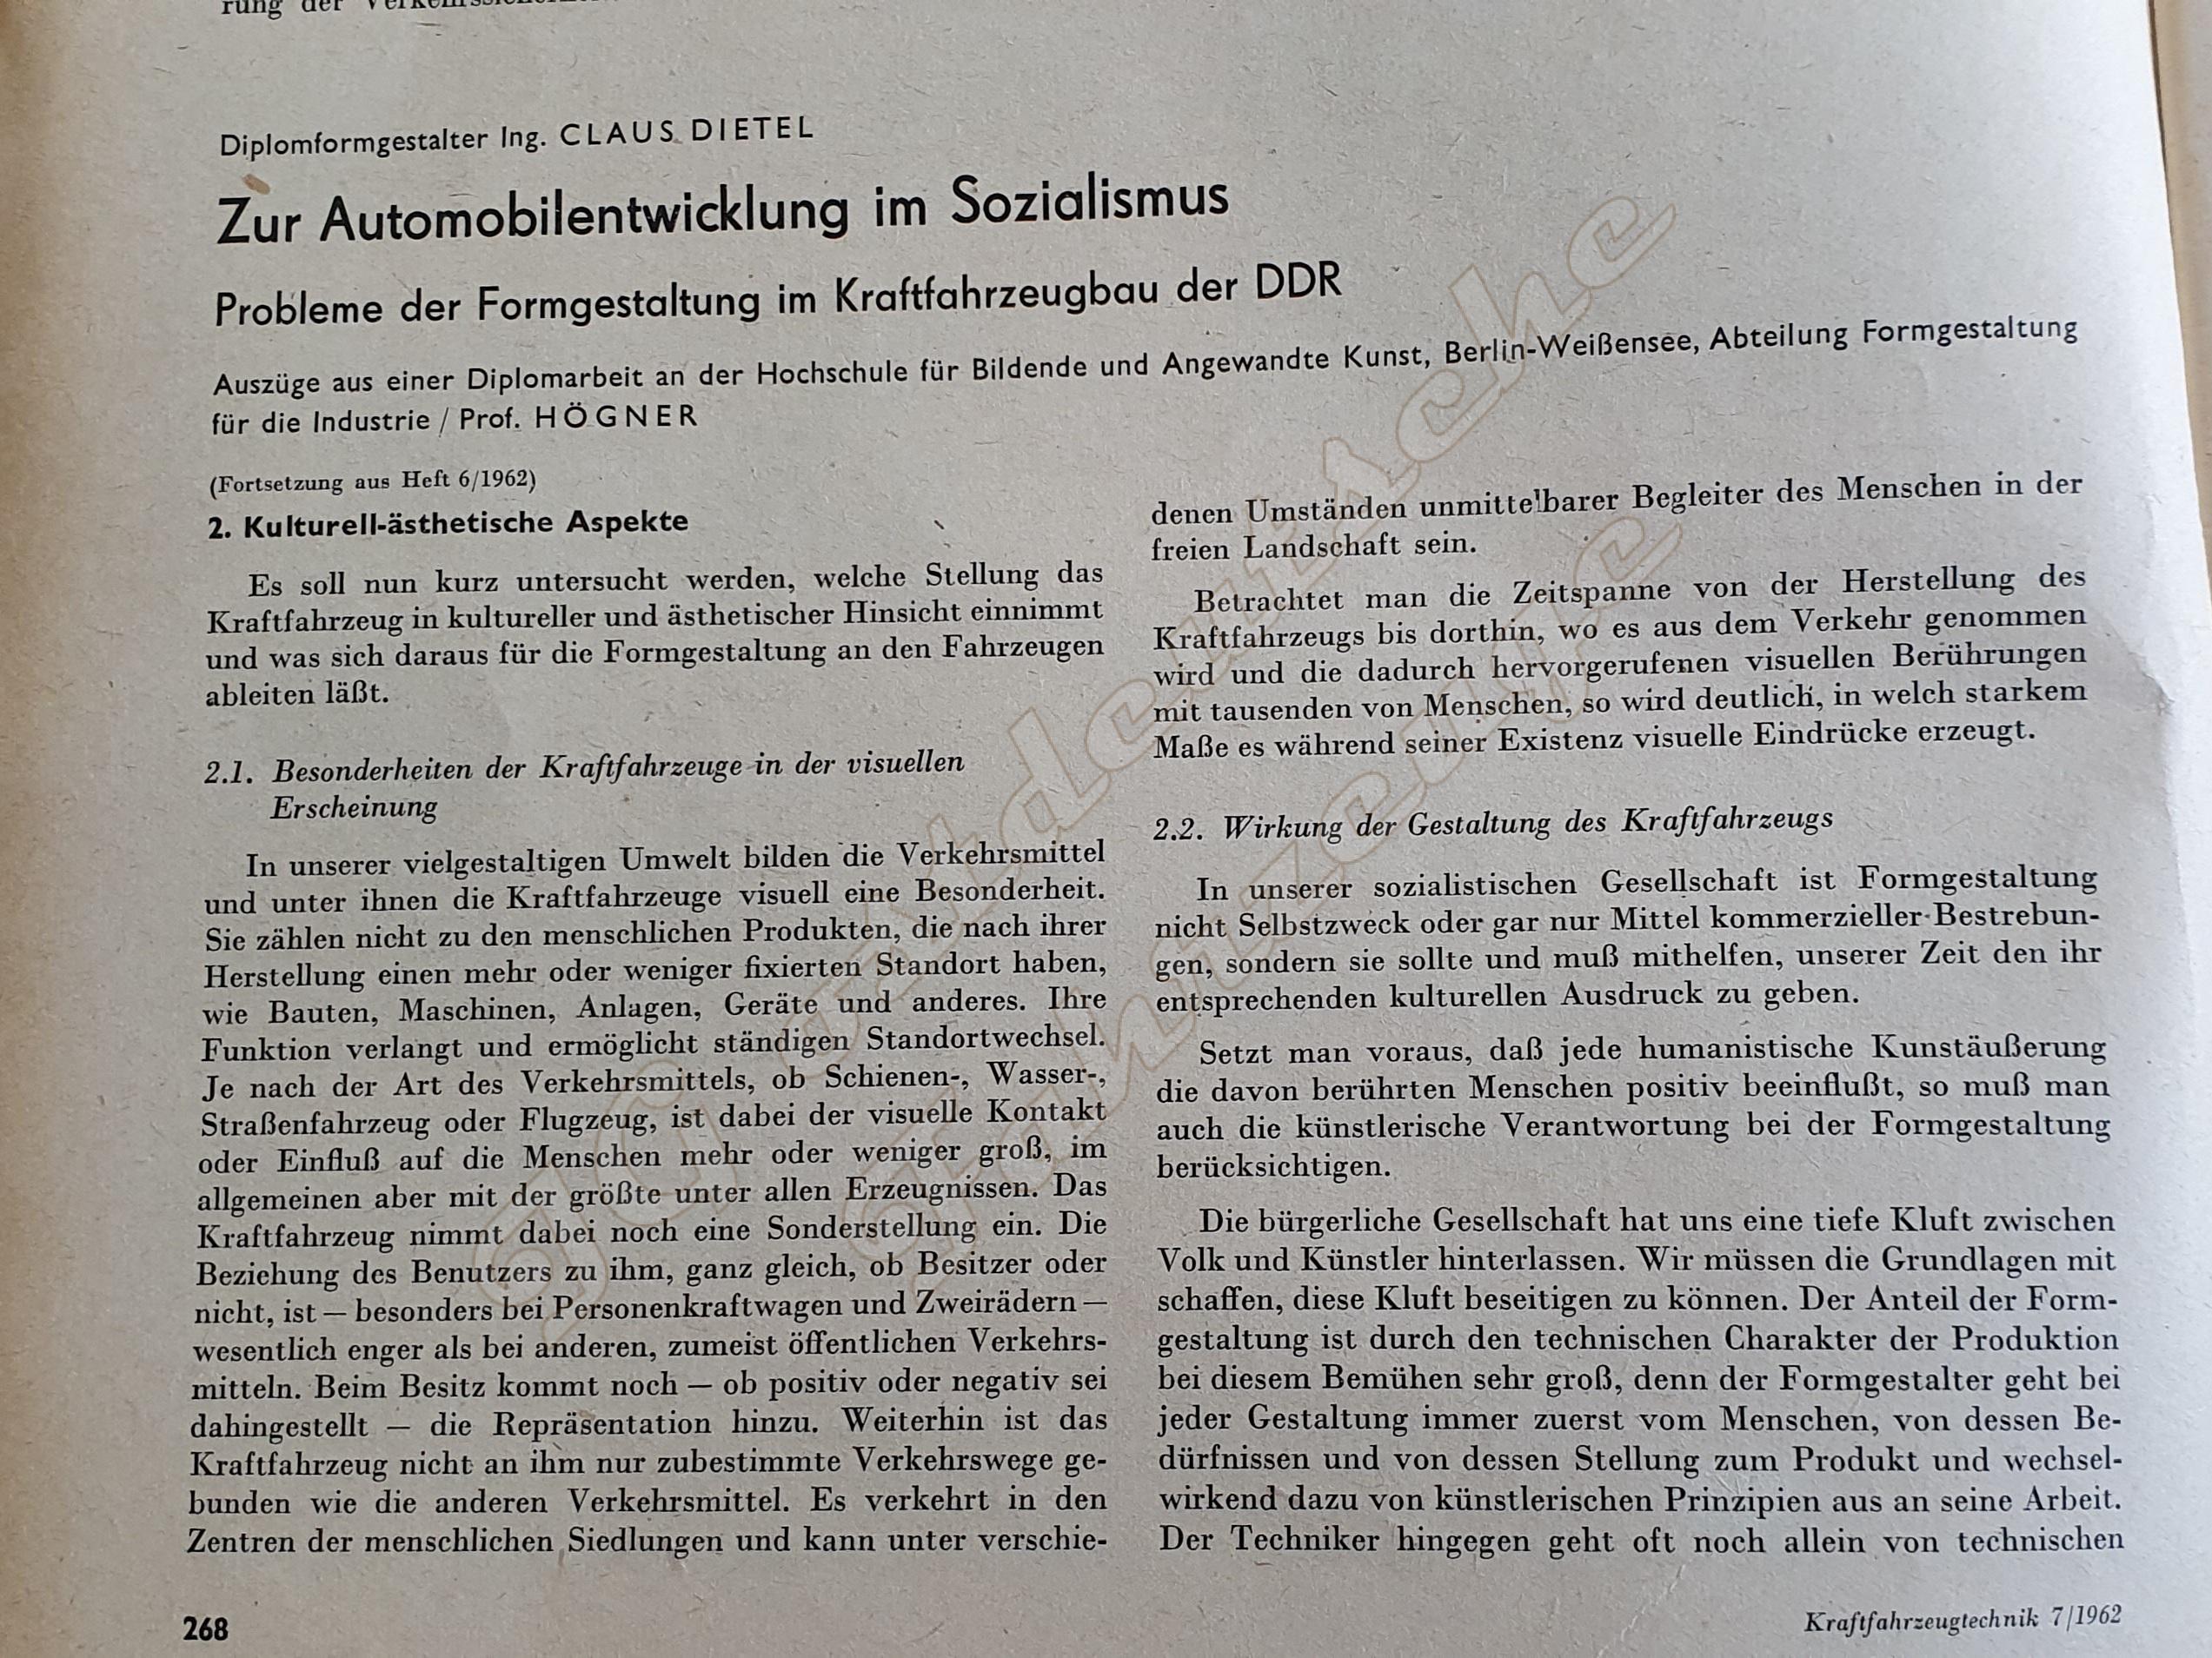 rung der
Diplomformgestalter Ing. CLAUS DIETEL
Zur Automobilentwicklung im Sozialismus
Probleme der Formgestaltung im Kraftfahrzeugbau der DDR
Auszüge aus einer Diplomarbeit an der Hochschule für Bildende und Angewandte Kunst, Berlin-Weißensee, Abteilung Formgestaltung
für die Industrie / Prof. HÖGNER
(Fortsetzung aus Heft 6/1962)
2. Kulturell-ästhetische Aspekte
Es soll nun kurz untersucht werden, welche Stellung das
Kraftfahrzeug in kultureller und ästhetischer Hinsicht einnimmt
und was sich daraus für die Formgestaltung an den Fahrzeugen
ableiten läßt.
2.1. Besonderheiten der Kraftfahrzeuge in der visuellen
Erscheinung
In unserer vielgestaltigen Umwelt bilden die Verkehrsmittel
und unter ihnen die Kraftfahrzeuge visuell eine Besonderheit.
Sie zählen nicht zu den menschlichen Produkten, die nach ihrer
Herstellung einen mehr oder weniger fixierten Standort haben,
wie Bauten, Maschinen, Anlagen, Geräte und anderes. Ihre
Funktion verlangt und ermöglicht ständigen Standortwechsel.
Je nach der Art des Verkehrsmittels, ob Schienen-, Wasser-,
Straßenfahrzeug oder Flugzeug, ist dabei der visuelle Kontakt
oder Einfluß auf die Menschen mehr oder weniger groß, im
allgemeinen aber mit der größte unter allen Erzeugnissen. Das
Kraftfahrzeug nimmt dabei noch eine Sonderstellung ein. Die
Beziehung des Benutzers zu ihm, ganz gleich, ob Besitzer oder
nicht, ist — besonders bei Personenkraftwagen und Zweirädern —
wesentlich enger als bei anderen, zumeist öffentlichen Verkehrs-
mitteln. Beim Besitz kommt noch — ob positiv oder negativ sei
dahingestellt — die Repräsentation hinzu. Weiterhin ist das
Kraftfahrzeug nicht an ihm nur zubestimmte Verkehrswege ge-
bunden wie die anderen Verkehrsmittel. Es verkehrt in den
Zentren der menschlichen Siedlungen und kann unter verschie-
denen Umständen unmittelbarer Begleiter des Menschen in der
freien Landschaft sein.
Betrachtet man die Zeitspanne von der Herstellung des
Kraftfahrzeugs bis dorthin, wo es aus dem Verkehr genommen
wird und die dadurch hervorgerufenen visuellen Berührungen
mit tausenden von Menschen, so wird deutlich, in welch starkem
Maße es während seiner Existenz visuelle Eindrücke erzeugt.
2.2. Wirkung der Gestaltung des Kraftfahrzeugs
In unserer sozialistischen Gesellschaft ist Formgestaltung
nicht Selbstzweck oder gar nur Mittel kommerzieller Bestrebun-
gen, sondern sie sollte und muß mithelfen, unserer Zeit den ihr
entsprechenden kulturellen Ausdruck zu geben.
Setzt man voraus, daß jede humanistische Kunstäußerung
die davon berührten Menschen positiv beeinflußt, so muß man
auch die künstlerische Verantwortung bei der Formgestaltung
berücksichtigen.
Die bürgerliche Gesellschaft hat uns eine tiefe Kluft zwischen
Volk und Künstler hinterlassen. Wir müssen die Grundlagen mit
schaffen, diese Kluft beseitigen zu können. Der Anteil der Form-
gestaltung ist durch den technischen Charakter der Produktion
bei diesem Bemühen sehr groß, denn der Formgestalter geht bei
jeder Gestaltung immer zuerst vom Menschen, von dessen Be-
dürfnissen und von dessen Stellung zum Produkt und wechsel-
wirkend dazu von künstlerischen Prinzipien aus an seine Arbeit.
Der Techniker hingegen geht oft noch allein von technischen
268
Kraftfahrzeugtechnik 7/1962